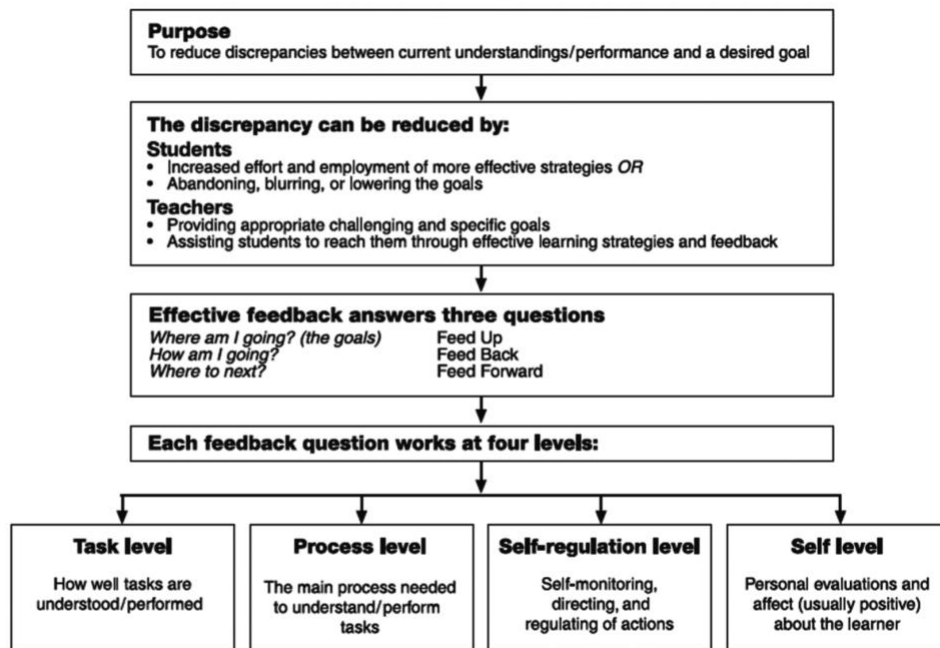 Purpose
To reduce discrepancies between current understandings/performance and a desired goal
The discrepancy can be reduced by:
Students
• Increased effort and employment of more effective strategies OR
• Abandoning, blurring, or lowering the goals
Teachers
• Providing appropriate challenging and specific goals
• Assisting students to reach them through effective learning strategies and feedback
Effective feedback answers three questions
Where am I going? (the goals) Feed Up
How am I going? Feed Back
Where to next? Feed Forward
Each feedback question works at four levels:
Task level
How well tasks are
understood/performed
Process level
The main process needed
to understand/perform
tasks
Self-regulation level
Self-monitoring,
directing, and
regulating of actions
Self level
Personal evaluations and
affect (usually positive)
about the learner